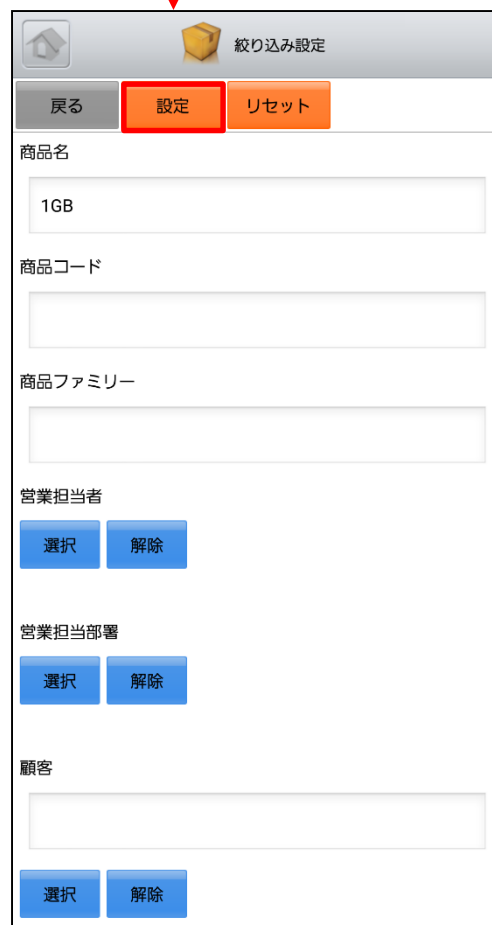 絞り込み設定
戻る 設定 リセット
商品名
1GB
商品コード
商品ファミリー
営業担当者
選択 解除
営業担当部署
選択 解除
顧客
選択 解除